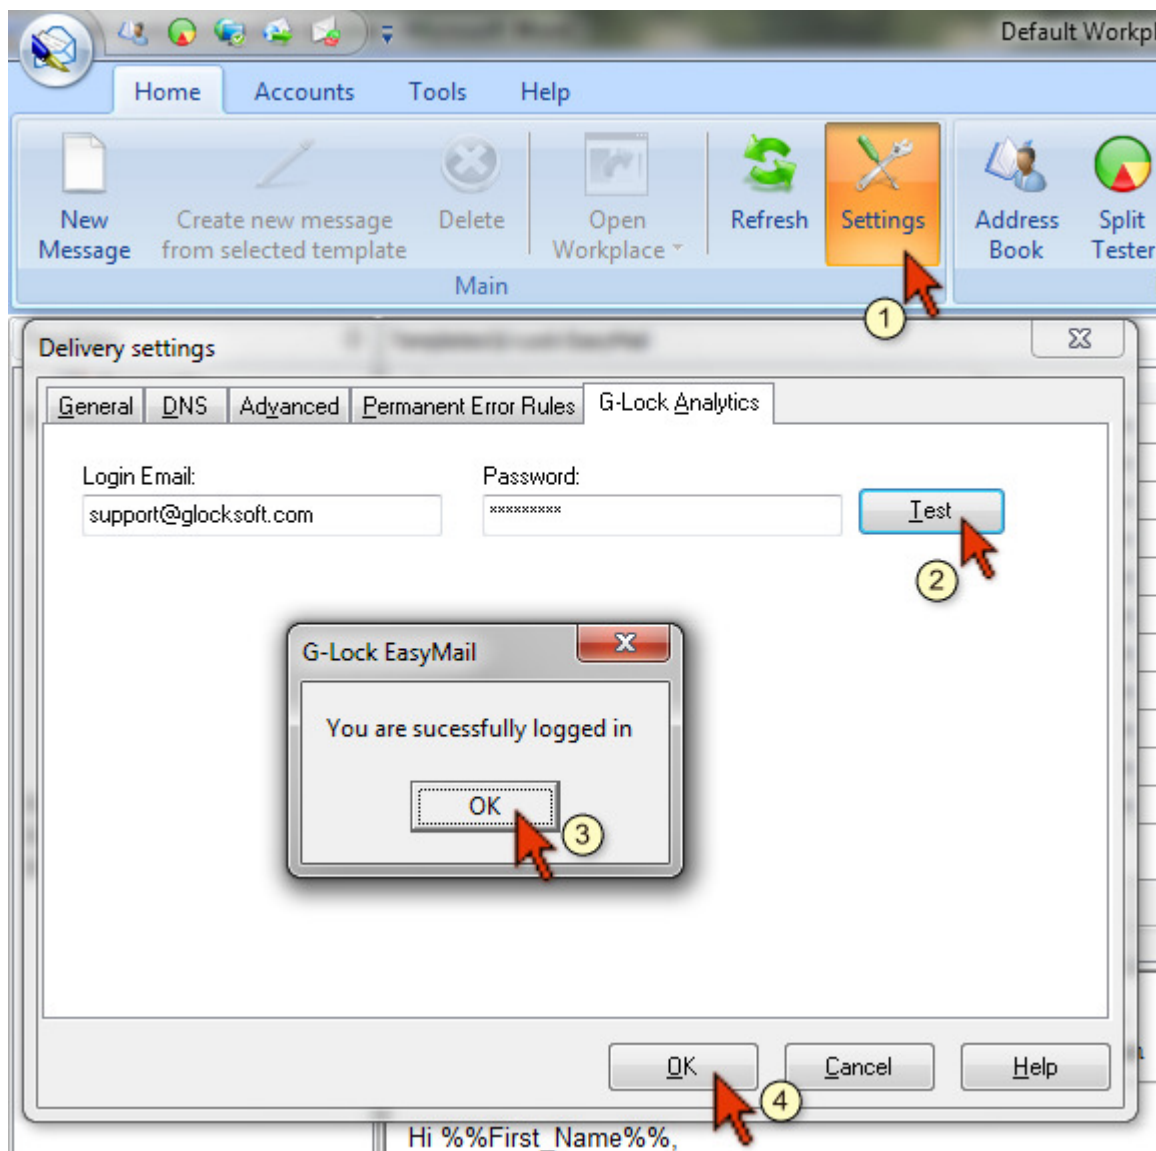 Default Workpl
Home Accounts Tools Help
New Message
Create new message from selected template
Delete
Open Workplace
Refresh
Settings
Address Book
Split Tester
Main
1
Delivery settings
General DNS Advanced Permanent Error Rules G-Lock Analytics
Login Email: Password:
support@glocksoft.com ********* Test
2
G-Lock EasyMail
You are sucessfully logged in
OK
3
OK Cancel Help
4
Hi %%First_Name%%,